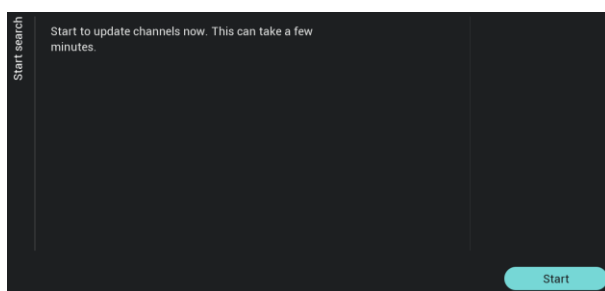 Start search
Start to update channels now. This can take a few
minutes.
Start